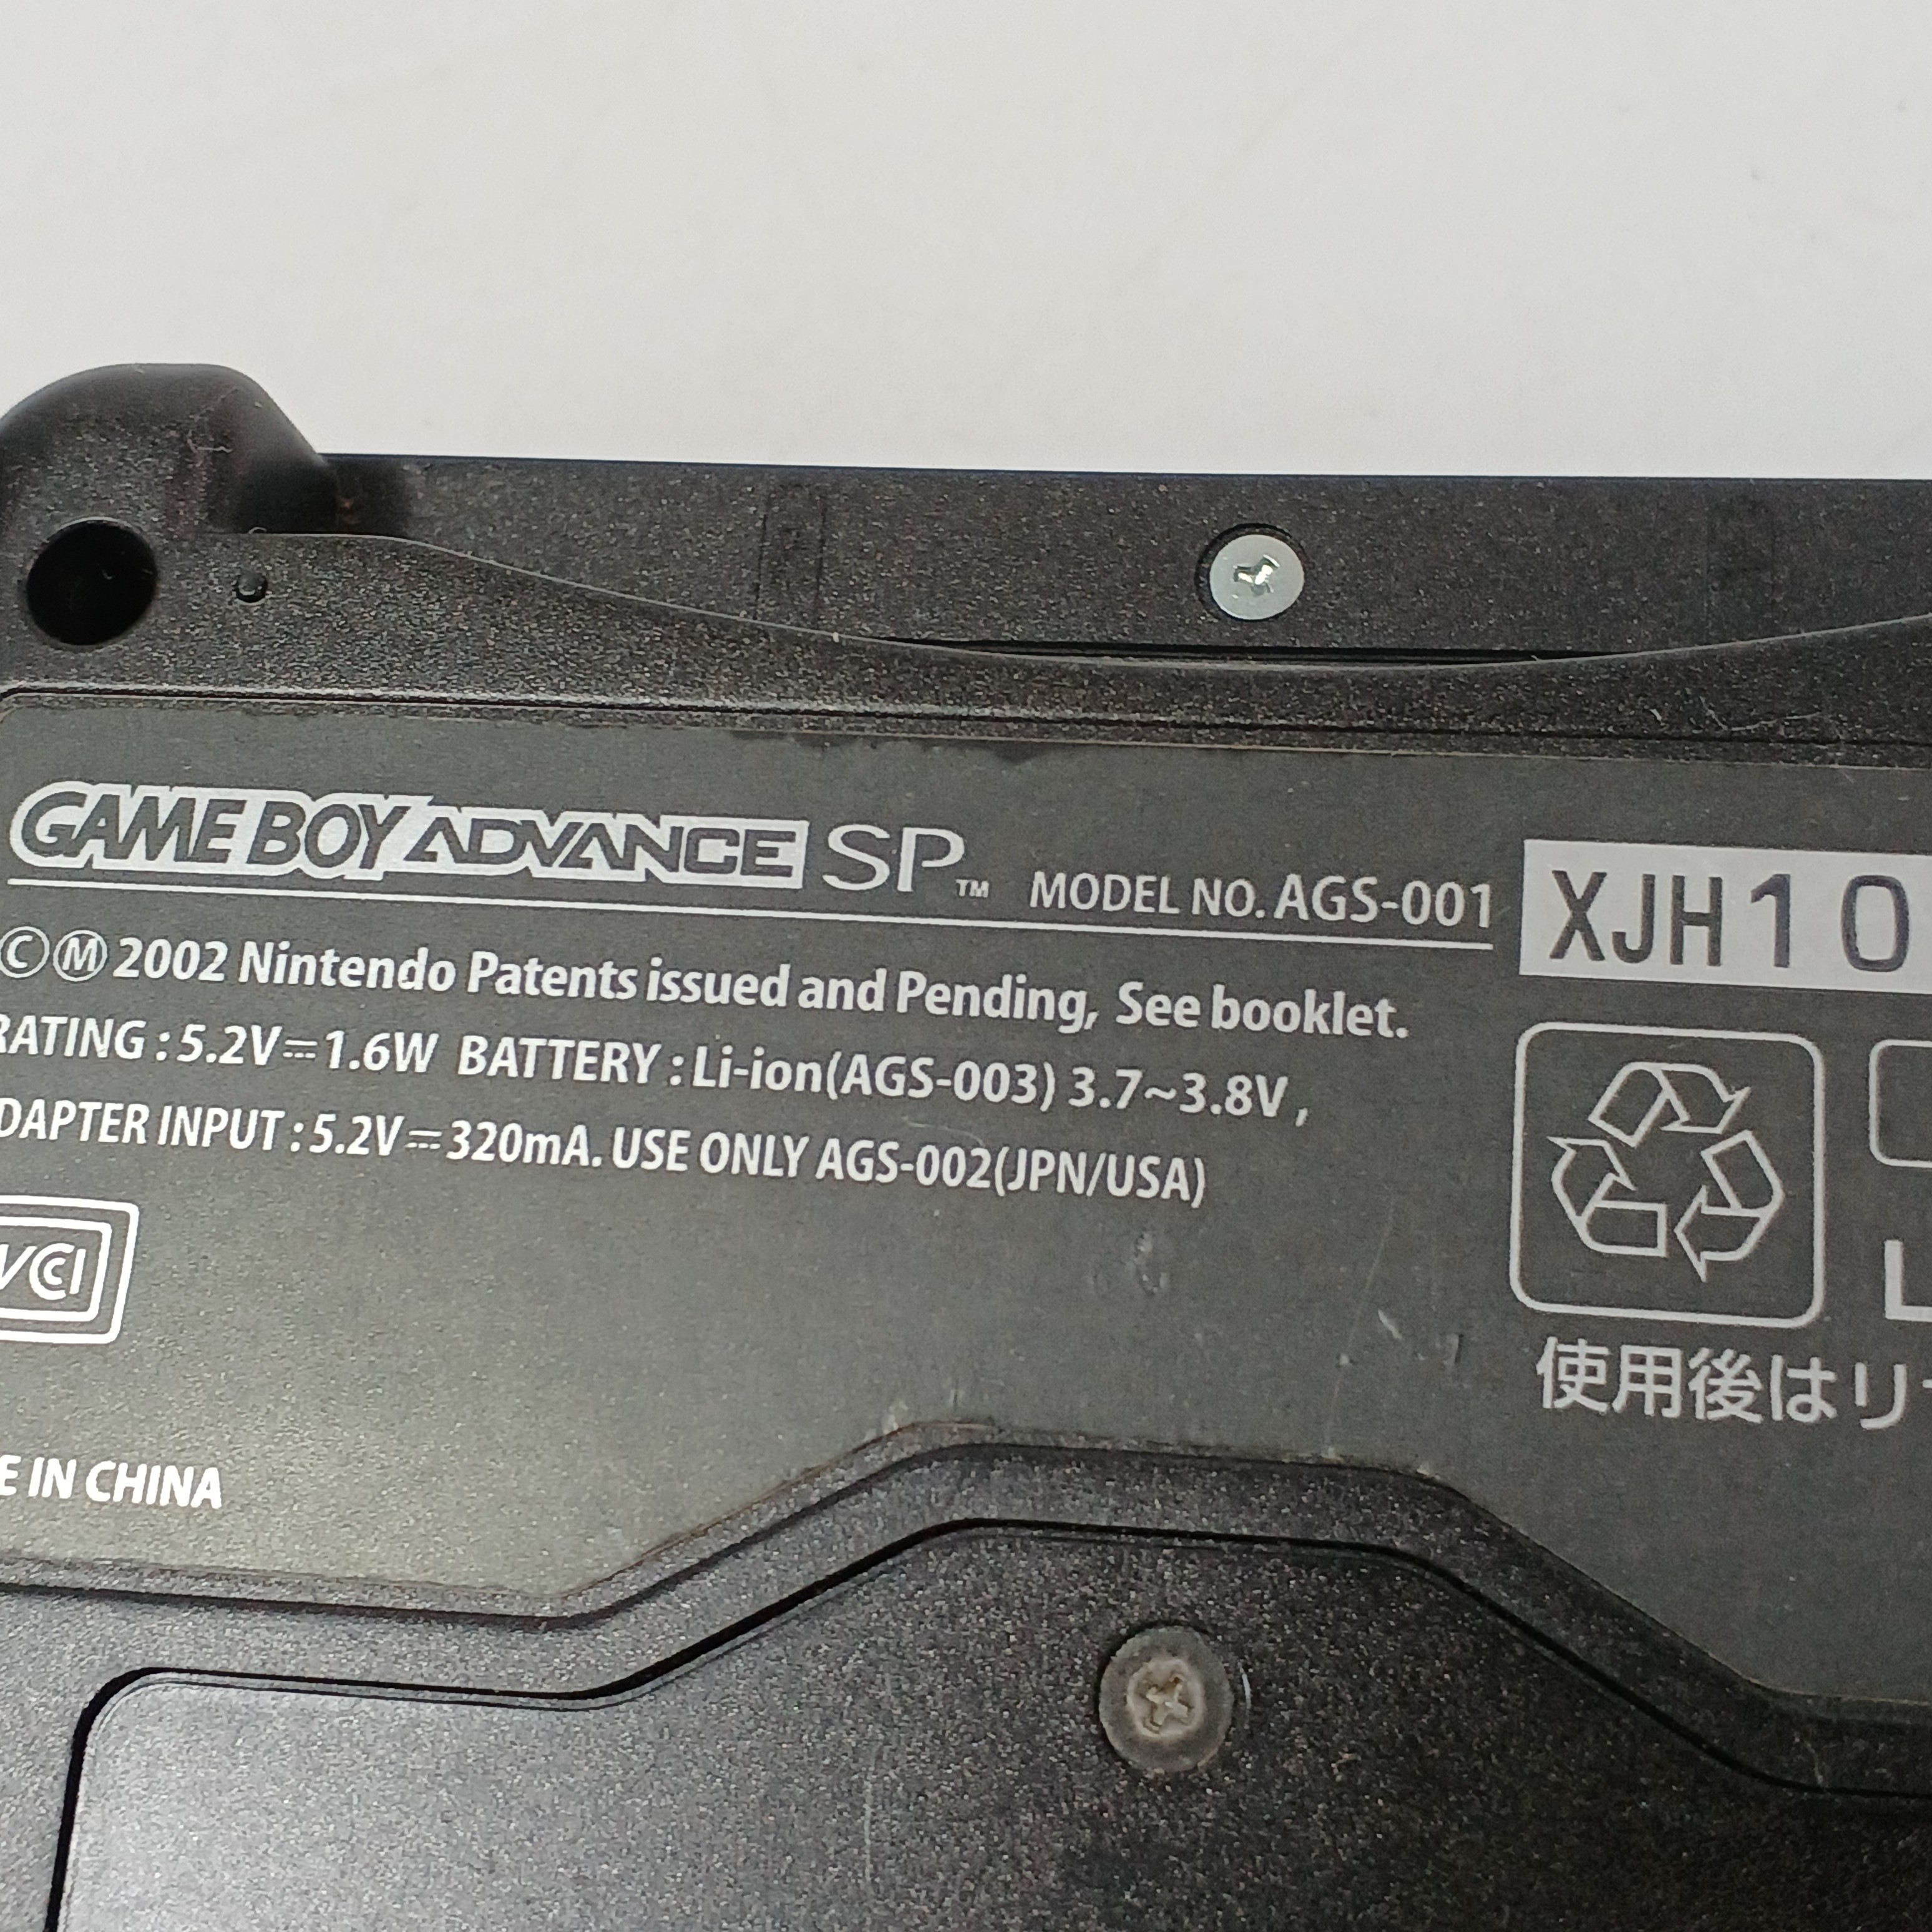 GAME BOY ADVANCE SP™ MODEL NO. AGS-001
XJH10
ⒸⓂ 2002 Nintendo Patents issued and Pending, See booklet.
RATING : 5.2V⎓1.6W BATTERY : Li-ion(AGS-003) 3.7~3.8V ,
DAPTER INPUT : 5.2V⎓320mA. USE ONLY AGS-002(JPN/USA)
VCCI
使用後はリ
E IN CHINA